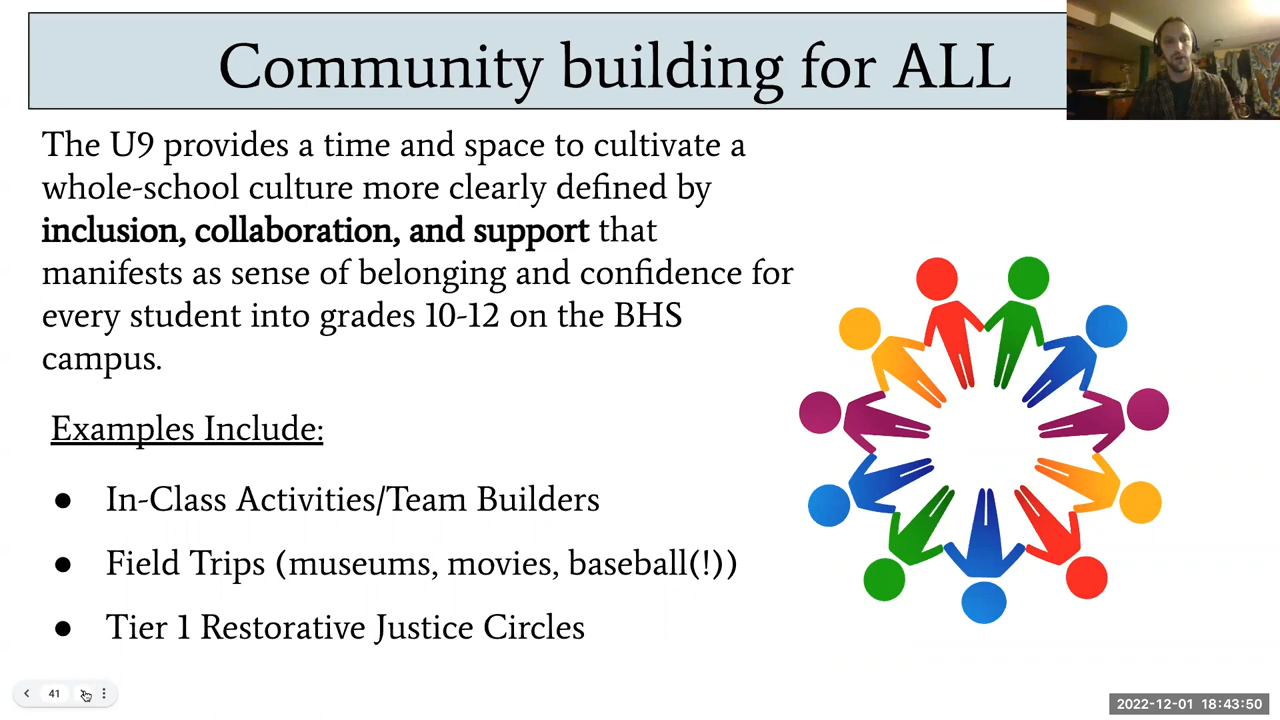 Community building for ALL
The U9 provides a time and space to cultivate a
whole-school culture more clearly defined by
inclusion, collaboration, and support that
manifests as sense of belonging and confidence for
every student into grades 10-12 on the BHS
campus.
Examples Include:
● In-Class Activities/Team Builders
● Field Trips (museums, movies, baseball(!))
● Tier 1 Restorative Justice Circles
41
2022-12-01 18:43:50